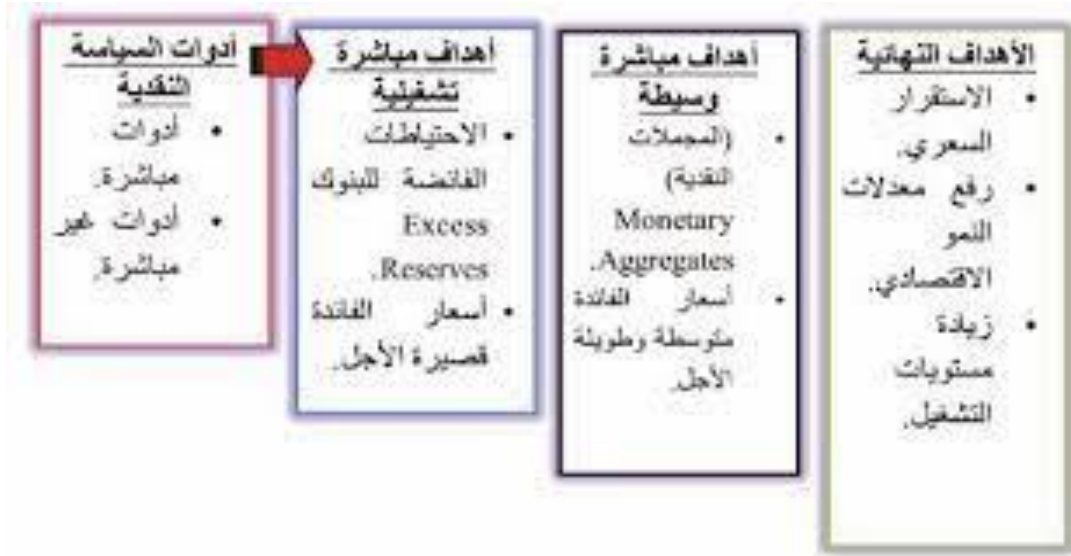 أدوات السياسة
النقدية
• أدوات
مباشرة.
• أدوات غير
مباشرة.
أهداف مباشرة
تشغيلية
• الاحتياطات
الفائضة للبنوك
Excess
Reserves.
• أسعار الفائدة
قصيرة الأجل.
أهداف مباشرة
وسيطة
• (المجملات
النقدية)
Monetary
Aggregates.
• أسعار الفائدة
متوسطة وطويلة
الأجل.
الأهداف النهائية
• الاستقرار
السعري.
• رفع معدلات
النمو
الاقتصادي.
• زيادة
مستويات
التشغيل.